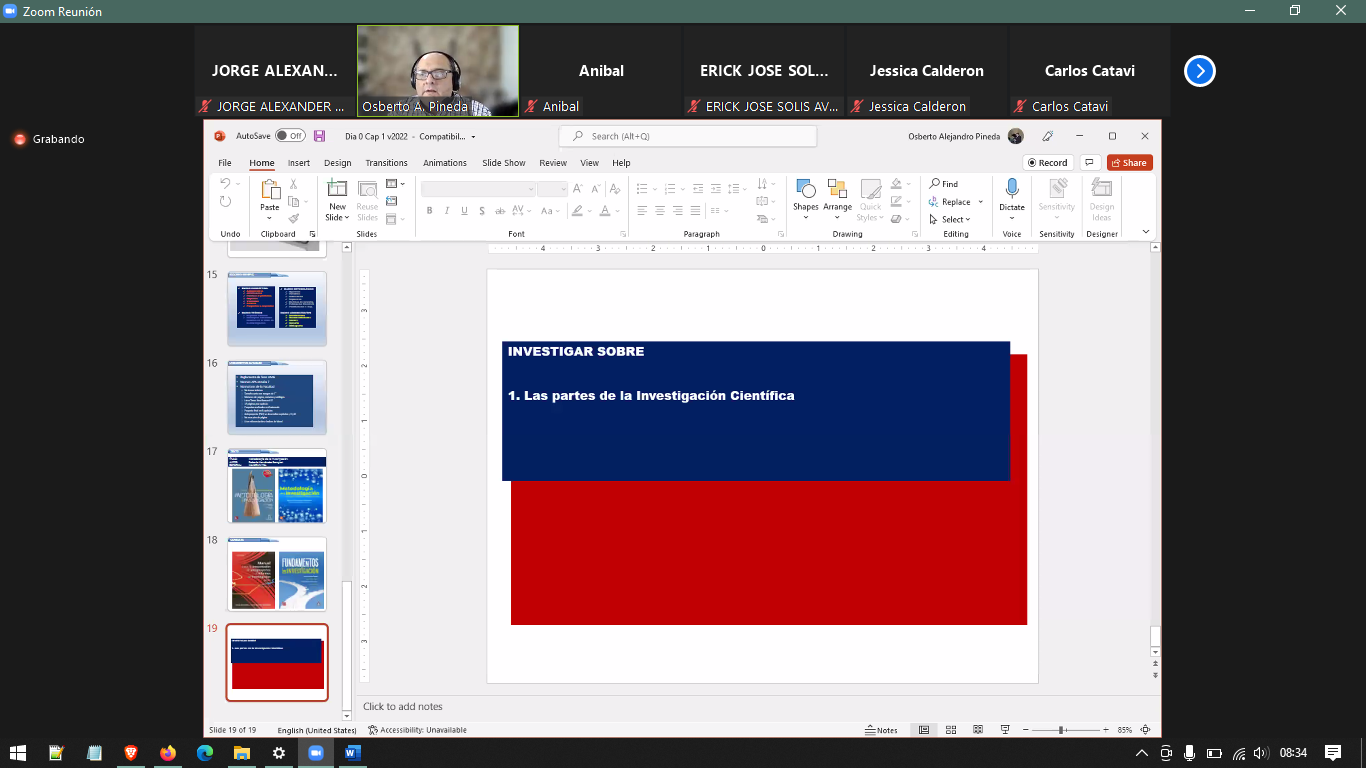 Zoom Reunión
JORGE ALEXAN...
Anibal
ERICK JOSE SOL...
Jessica Calderon
Carlos Catavi
JORGE ALEXANDER ...
Osberto A. Pineda
Anibal
ERICK JOSE SOLIS AV...
Jessica Calderon
Carlos Catavi
Grabando
AutoSave Off
Dia 0 Cap 1 v2022 - Compatibil...
Search (Alt+Q)
Osberto Alejandro Pineda
File Home Insert Design Transitions Animations Slide Show Review View Help
Record
Share
Paste
New Slide
Reuse Slides
Shapes
Arrange
Quick Styles
Find
Replace
Select
Dictate
Sensitivity
Design Ideas
Undo Clipboard Slides Font Paragraph Drawing Editing Voice Sensitivity Designer
15
16
17
18
FUNDAMENTOS
19
INVESTIGAR SOBRE
1. Las partes de la Investigación Científica
Click to add notes
Slide 19 of 19 English (United States) Accessibility: Unavailable Notes 85%
08:34